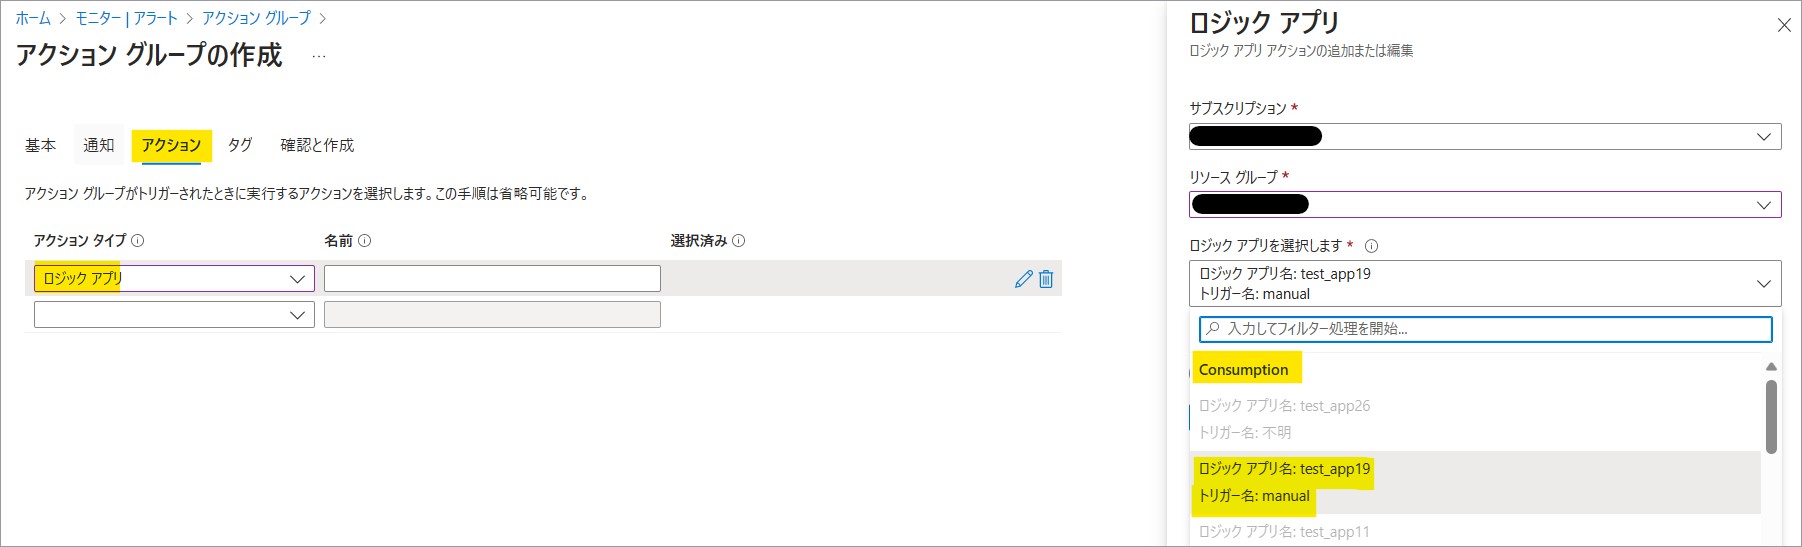 ホーム > モニター | アラート > アクション グループ >
アクション グループの作成 ...
基本 通知 アクション タグ 確認と作成
アクション グループがトリガーされたときに実行するアクションを選択します。この手順は省略可能です。
アクション タイプ 名前 選択済み
ロジック アプリ
ロジック アプリ
ロジック アプリ アクションの追加または編集
サブスクリプション *
リソース グループ *
ロジック アプリを選択します *
ロジック アプリ名: test_app19
トリガー名: manual
入力してフィルター処理を開始...
Consumption
ロジック アプリ名: test_app26
トリガー名: 不明
ロジック アプリ名: test_app19
トリガー名: manual
ロジック アプリ名: test_app11